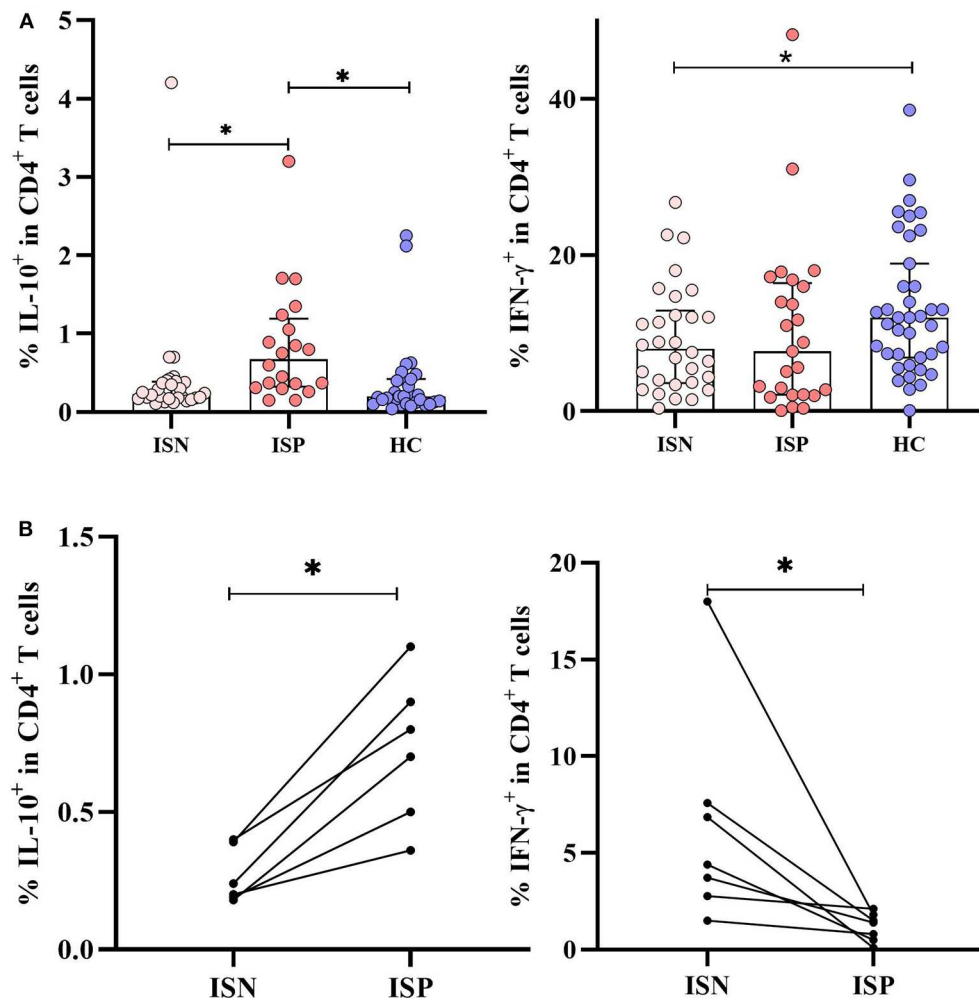 A
% IL-10+ in CD4+ T cells
5
4
3
2
1
0
*
*
ISN
ISP
HC
% IFN-γ+ in CD4+ T cells
40
20
0
*
ISN
ISP
HC
B
% IL-10+ in CD4+ T cells
1.5
1.0
0.5
0.0
*
ISN
ISP
% IFN-γ+ in CD4+ T cells
20
15
10
5
0
*
ISN
ISP